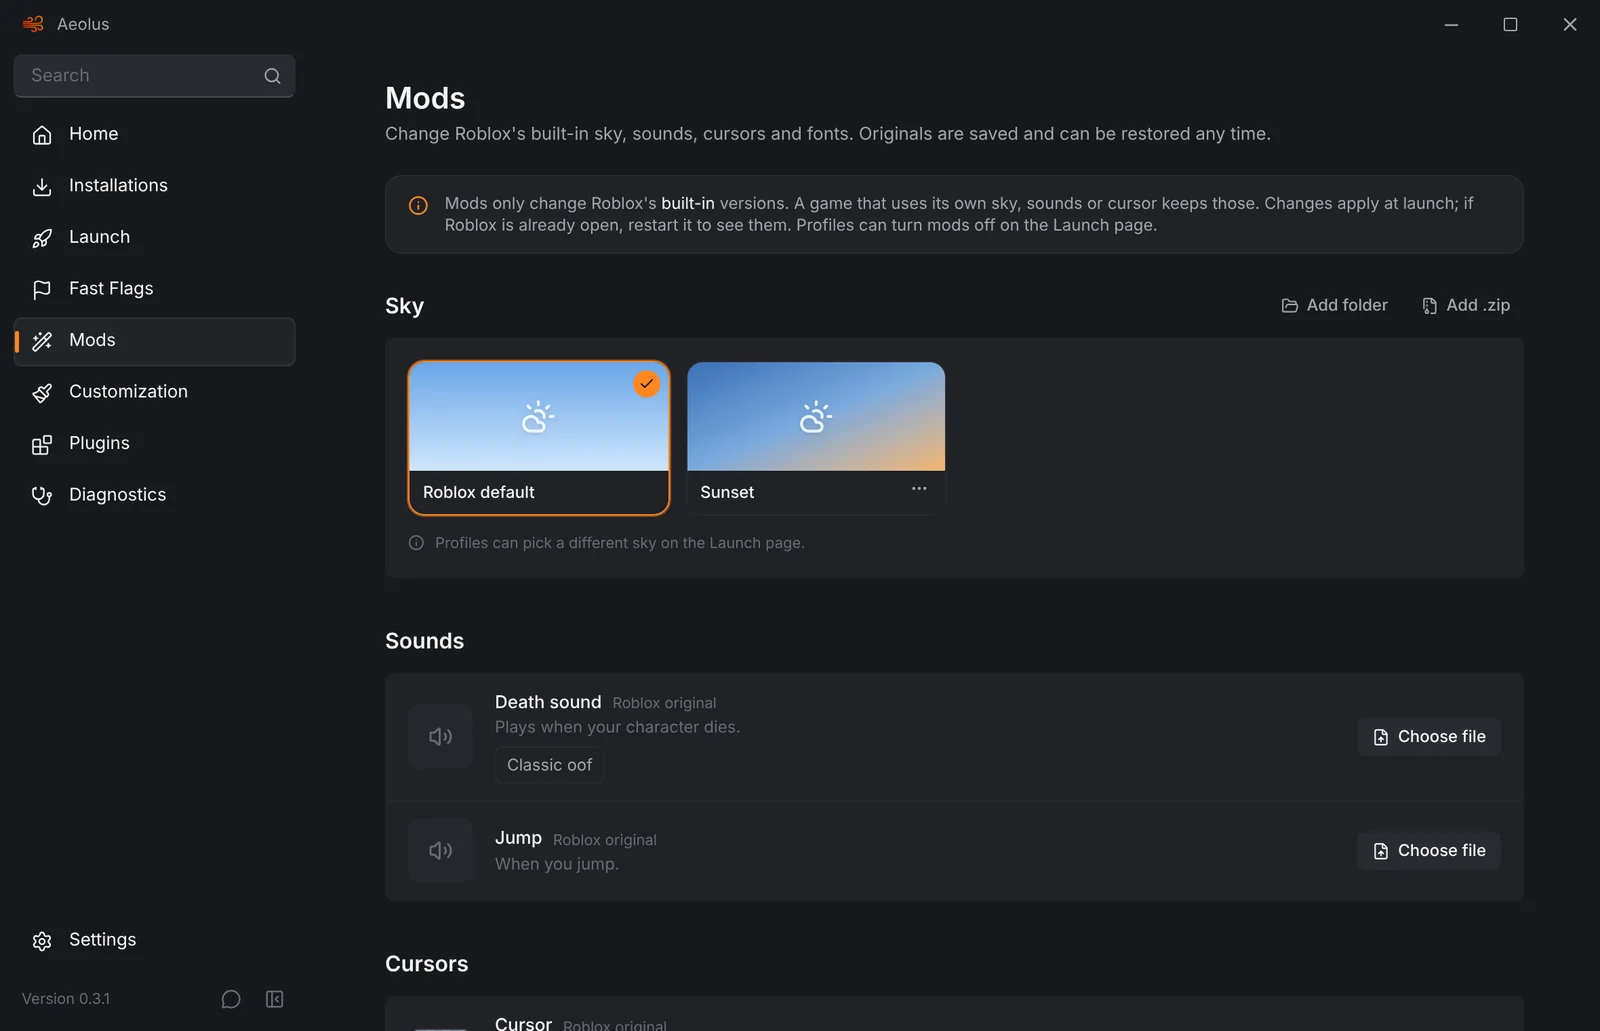 Aeolus
Search
Home
Installations
Launch
Fast Flags
Mods
Customization
Plugins
Diagnostics
Settings
Version 0.3.1
Mods
Change Roblox's built-in sky, sounds, cursors and fonts. Originals are saved and can be restored any time.
Mods only change Roblox's built-in versions. A game that uses its own sky, sounds or cursor keeps those. Changes apply at launch; if
Roblox is already open, restart it to see them. Profiles can turn mods off on the Launch page.
Sky
Add folder
Add .zip
Roblox default
Sunset
Profiles can pick a different sky on the Launch page.
Sounds
Death sound Roblox original
Plays when your character dies.
Classic oof
Choose file
Jump Roblox original
When you jump.
Choose file
Cursors
Cursor Roblox original